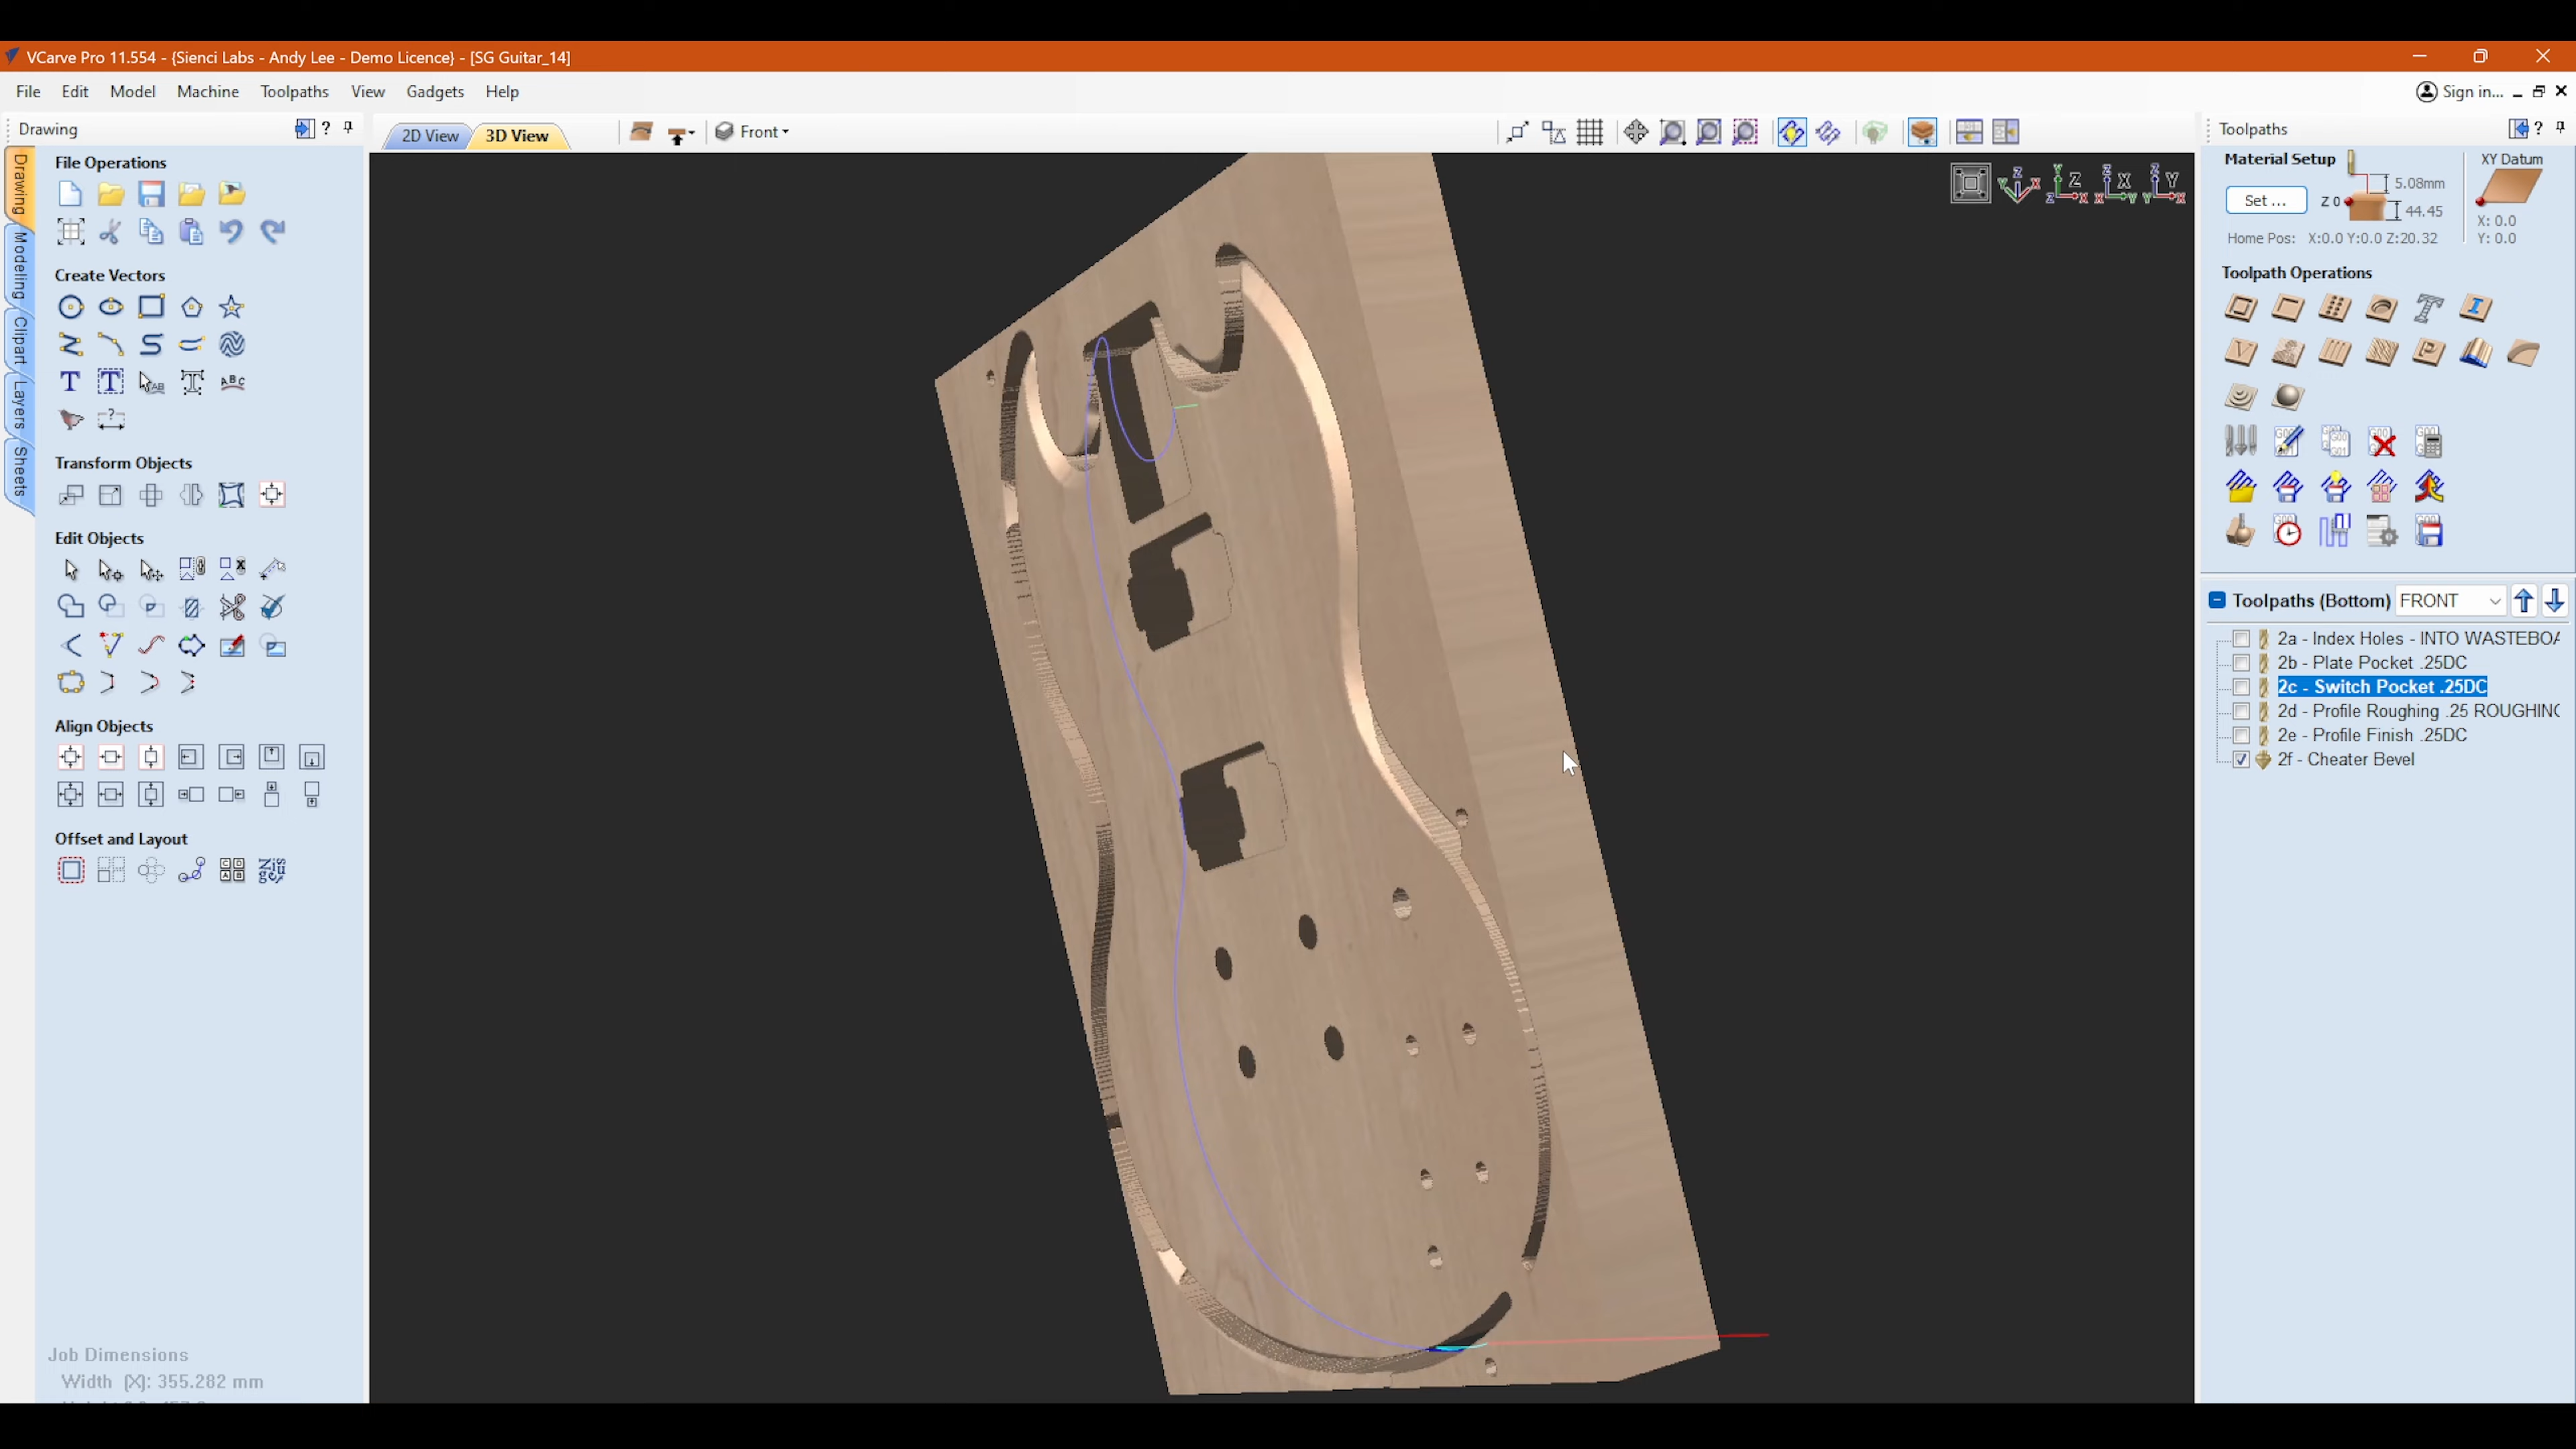 VCarve Pro 11.554 - {Sienci Labs - Andy Lee - Demo Licence} - [SG Guitar_14]
File Edit Model Machine Toolpaths View Gadgets Help
Sign in...
Drawing
2D View 3D View Front
Toolpaths
Drawing
Modeling
Clipart
Layers
Sheets
File Operations
Create Vectors
Transform Objects
Edit Objects
Align Objects
Offset and Layout
Job Dimensions
Width (X): 355.282 mm
Material Setup
XY Datum
Set ...
Z 0
5.08mm
44.45
X: 0.0
Y: 0.0
Home Pos: X:0.0 Y:0.0 Z:20.32
Toolpath Operations
Toolpaths (Bottom) FRONT
2a - Index Holes - INTO WASTEBOA
2b - Plate Pocket .25DC
2c - Switch Pocket .25DC
2d - Profile Roughing .25 ROUGHING
2e - Profile Finish .25DC
2f - Cheater Bevel